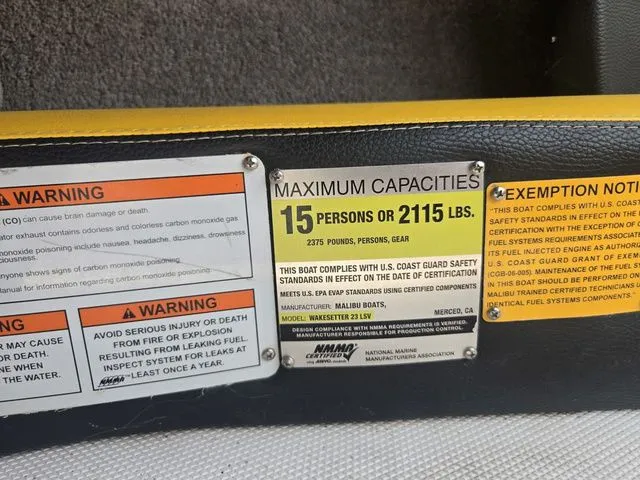 WARNING
(CO) can cause brain damage or death.
ator exhaust contains odorless and colorless carbon monoxide gas
monoxide poisoning include nausea, headache, dizziness, drowsiness
ciousness.
nyone shows signs of carbon monoxide poisoning.
Manual for information regarding carbon monoxide poisoning.
NG
R MAY CAUSE
OR DEATH.
NE WHEN
THE WATER.
WARNING
AVOID SERIOUS INJURY OR DEATH
FROM FIRE OR EXPLOSION
RESULTING FROM LEAKING FUEL.
INSPECT SYSTEM FOR LEAKS AT
NMMA LEAST ONCE A YEAR.
MAXIMUM CAPACITIES
15 PERSONS OR 2115 LBS.
2375 POUNDS, PERSONS, GEAR
THIS BOAT COMPLIES WITH U.S. COAST GUARD SAFETY
STANDARDS IN EFFECT ON THE DATE OF CERTIFICATION
MEETS U.S. EPA EVAP STANDARDS USING CERTIFIED COMPONENTS
MANUFACTURER: MALIBU BOATS,
MERCED, CA
MODEL: WAKESETTER 23 LSV
DESIGN COMPLIANCE WITH NMMA REQUIREMENTS IS VERIFIED.
MANUFACTURER RESPONSIBLE FOR PRODUCTION CONTROL.
NMMA
CERTIFIED
NATIONAL MARINE
MANUFACTURERS ASSOCIATION
EXEMPTION NOTI
"THIS BOAT COMPLIES WITH U.S. COAST
SAFETY STANDARDS IN EFFECT ON THE D
CERTIFICATION WITH THE EXCEPTION OF
FUEL SYSTEMS REQUIREMENTS ASSOCIATE
ITS FUEL INJECTED ENGINE AS AUTHORI
U.S. COAST GUARD GRANT OF EXEM
(CGB-06-005). MAINTENANCE OF THE FUEL S
IN THIS BOAT SHOULD BE PERFORMED ON
MALIBU TRAINED CERTIFIED TECHNICIANS U
IDENTICAL FUEL SYSTEMS COMPONENTS."